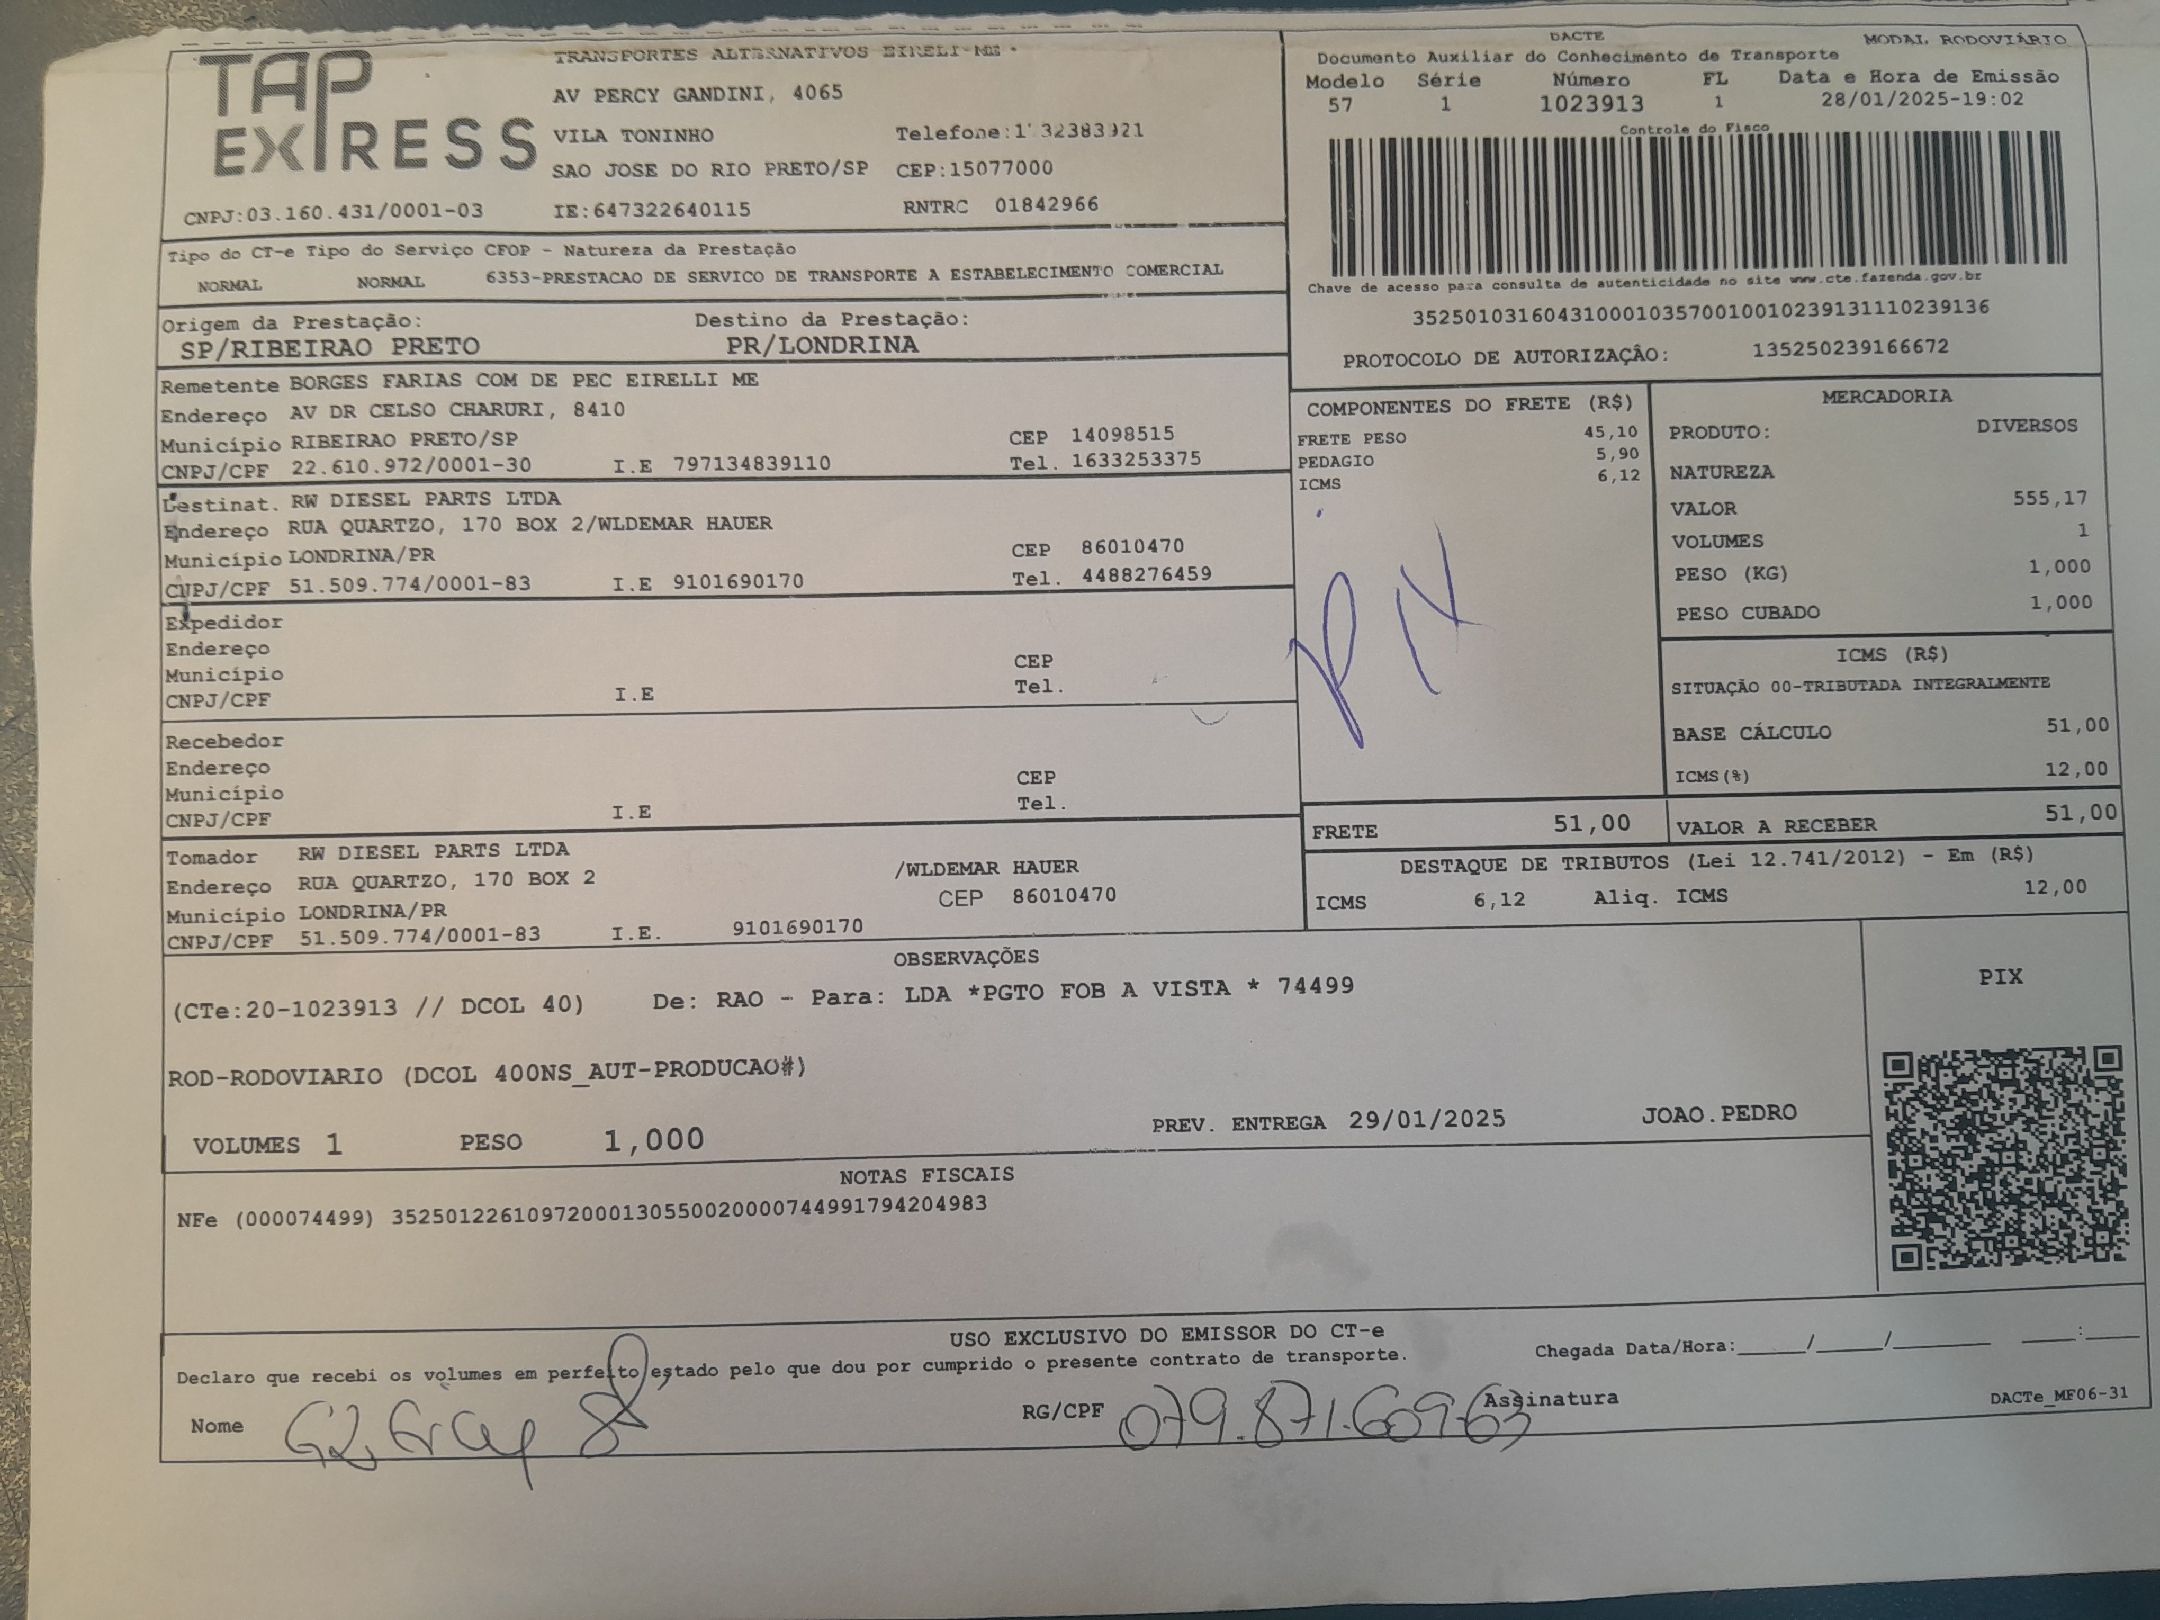 TAP EXPRESS
TRANSPORTES ALTERNATIVOS EIRELI-ME
AV PERCY GANDINI, 4065
VILA TONINHO Telefone:
SAO JOSE DO RIO PRETO/SP CEP:15077000
CNPJ:03.160.431/0001-03 IE:647322640115 RNTRC 01842966
DACTE MODAL RODOVIÁRIO
Documento Auxiliar do Conhecimento de Transporte
Modelo Série Número FL Data e Hora de Emissão
57 1 1023913 1 28/01/2025-19:02
Controle do Fisco
Chave de acesso para consulta de autenticidade no site www.cte.fazenda.gov.br
35250103160431000103570010010239131110239136
PROTOCOLO DE AUTORIZAÇÂO: 135250239166672
Tipo do CT-e Tipo do Serviço CFOP - Natureza da Prestação
NORMAL NORMAL 6353-PRESTACAO DE SERVICO DE TRANSPORTE A ESTABELECIMENTO COMERCIAL
Origem da Prestação: Destino da Prestação:
SP/RIBEIRAO PRETO PR/LONDRINA
Remetente BORGES FARIAS COM DE PEC EIRELLI ME
Endereço AV DR CELSO CHARURI, 8410
Município RIBEIRAO PRETO/SP CEP 14098515
CNPJ/CPF 22.610.972/0001-30 I.E 797134839110 Tel. 1633253375
Destinat. RW DIESEL PARTS LTDA
Endereço RUA QUARTZO, 170 BOX 2/WLDEMAR HAUER
Município LONDRINA/PR CEP 86010470
CNPJ/CPF 51.509.774/0001-83 I.E 9101690170 Tel. 4488276459
Expedidor
Endereço
Município CEP
CNPJ/CPF I.E Tel.
Recebedor
Endereço
Município CEP
CNPJ/CPF I.E Tel.
Tomador RW DIESEL PARTS LTDA
Endereço RUA QUARTZO, 170 BOX 2 /WLDEMAR HAUER
Município LONDRINA/PR CEP 86010470
CNPJ/CPF 51.509.774/0001-83 I.E. 9101690170
COMPONENTES DO FRETE (R$)
FRETE PESO 45,10
PEDAGIO 5,90
ICMS 6,12
PIX
MERCADORIA
PRODUTO: DIVERSOS
NATUREZA
VALOR 555,17
VOLUMES 1
PESO (KG) 1,000
PESO CUBADO 1,000
ICMS (R$)
SITUAÇÃO 00-TRIBUTADA INTEGRALMENTE
BASE CÁLCULO 51,00
ICMS(%) 12,00
FRETE 51,00 VALOR A RECEBER 51,00
DESTAQUE DE TRIBUTOS (Lei 12.741/2012) - Em (R$)
ICMS 6,12 Aliq. ICMS 12,00
OBSERVAÇÕES
(CTe:20-1023913 // DCOL 40) De: RAO - Para: LDA *PGTO FOB A VISTA * 74499
ROD-RODOVIARIO (DCOL 400NS_AUT-PRODUCAO#)
VOLUMES 1 PESO 1,000 PREV. ENTREGA 29/01/2025 JOAO.PEDRO
PIX
NOTAS FISCAIS
NFe (000074499) 35250122610972000130550020000744991794204983
USO EXCLUSIVO DO EMISSOR DO CT-e
Declaro que recebi os volumes em perfeito estado pelo que dou por cumprido o presente contrato de transporte.
Chegada Data/Hora:_____/_____/_______ ____:____
Nome RG/CPF 079.871.609-63 Assinatura DACTe_MF06-31